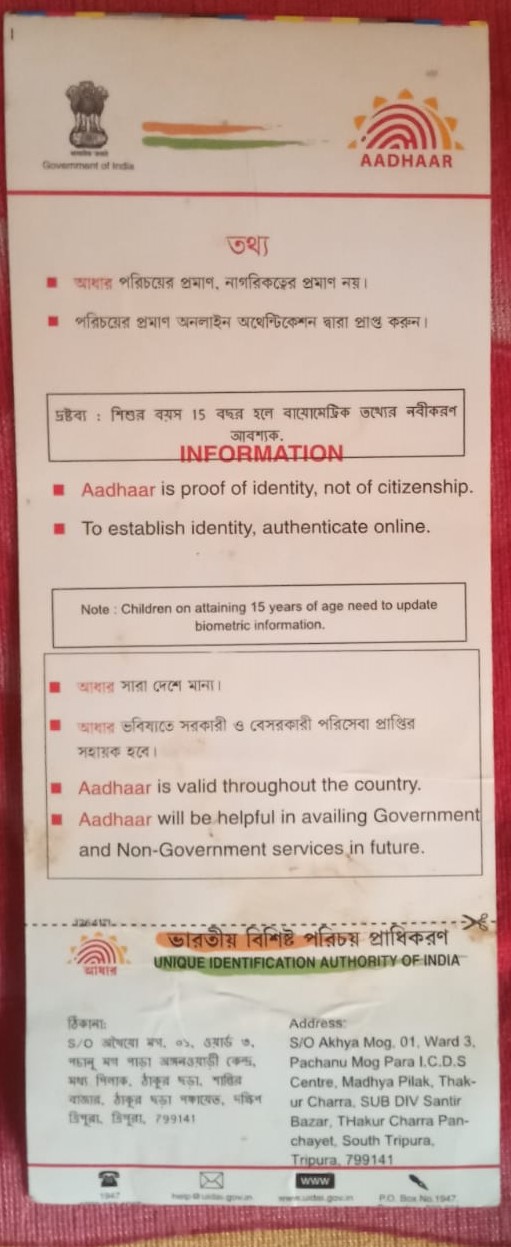 Government of India
AADHAAR
তথ্য
আধার পরিচয়ের প্রমাণ, নাগরিকত্বের প্রমাণ নয়।
পরিচয়ের প্রমাণ অনলাইন অথেন্টিকেশন দ্বারা প্রাপ্ত করুন।
দ্রষ্টব্য : শিশুর বয়স 15 বছর হলে বায়োমেট্রিক তথ্যের নবীকরণ
আবশ্যক.
INFORMATION
Aadhaar is proof of identity, not of citizenship.
To establish identity, authenticate online.
Note : Children on attaining 15 years of age need to update
biometric information.
আধার সারা দেশে মান্য।
আধার ভবিষ্যতে সরকারী ও বেসরকারী পরিসেবা প্রাপ্তির
সহায়ক হবে।
Aadhaar is valid throughout the country.
Aadhaar will be helpful in availing Government
and Non-Government services in future.
ভারতীয় বিশিষ্ট পরিচয় প্রাধিকরণ
UNIQUE IDENTIFICATION AUTHORITY OF INDIA
আধার
ঠিকানা:
S/O মগ, ০১, ওয়ার্ড ৩,
মগ পাড়া
মধ্য পিলাক, ঠাকুর ছড়া,
বাজার, ঠাকুর ছড়া পঞ্চায়েত, দক্ষিণ
ত্রিপুরা, ত্রিপুরা, 799141
Address:
S/O Akhya Mog, 01, Ward 3,
Pachanu Mog Para I.C.D.S
Centre, Madhya Pilak, Thak-
ur Charra, SUB DIV Santir
Bazar, THakur Charra Pan-
chayet, South Tripura,
Tripura, 799141
1947
help@uidai.gov.in
www
www.uidai.gov.in
P.O. Box No.1947,